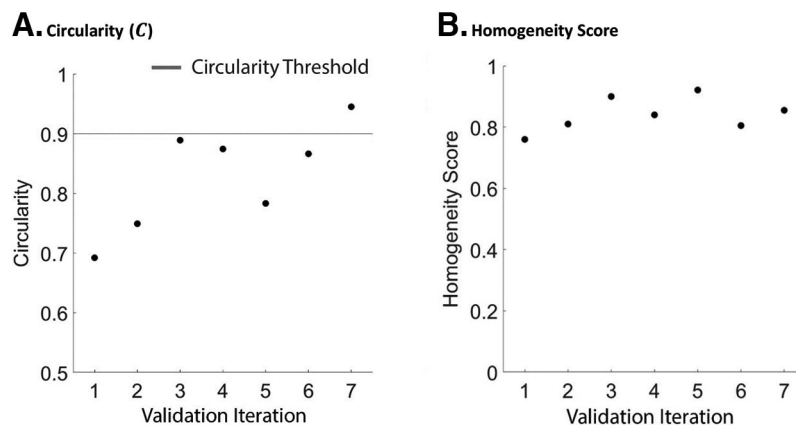 A. Circularity (C)
Circularity Threshold
1
0.9
0.8
0.7
0.6
0.5
Circularity
1 2 3 4 5 6 7
Validation Iteration
B. Homogeneity Score
1
0.8
0.6
0.4
0.2
0
Homogeneity Score
1 2 3 4 5 6 7
Validation Iteration